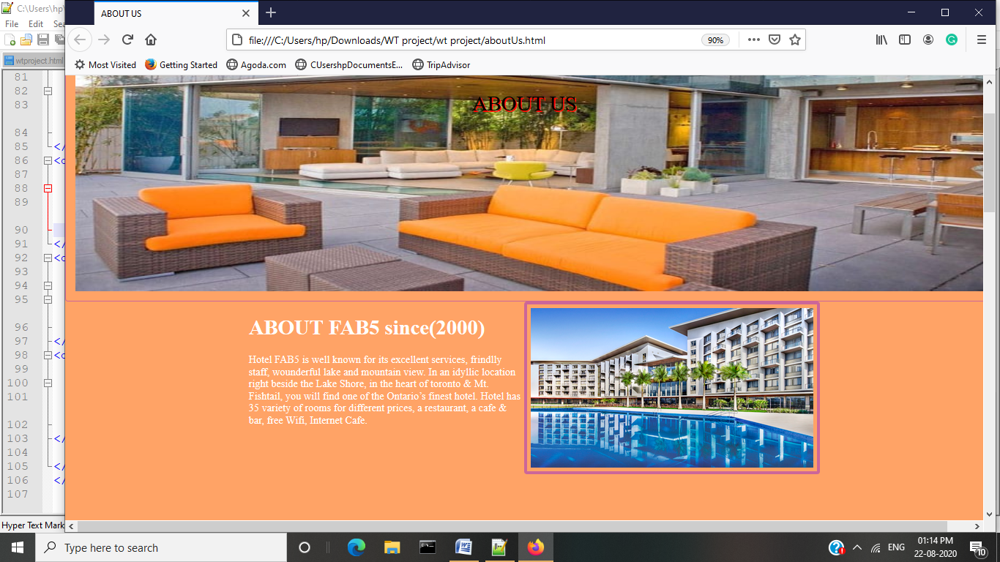 C:\Users\hp\
ABOUT US
File Edit Sea
file:///C:/Users/hp/Downloads/WT project/wt project/aboutUs.html
90%
Most Visited Getting Started Agoda.com CUsershpDocumentsE... TripAdvisor
wtproject.html
81
82
83
84
85 </
86 <
87
88
89
90
91 </
92 <
93
94
95
96
97 </
98 <
99
100
101
102
103 </
104
105 </
106 </
107
ABOUT US
ABOUT FAB5 since(2000)
Hotel FAB5 is well known for its excellent services, frindlly
staff, wounderful lake and mountain view. In an idyllic location
right beside the Lake Shore, in the heart of toronto & Mt.
Fishtail, you will find one of the Ontario’s finest hotel. Hotel has
35 variety of rooms for different prices, a restaurant, a cafe &
bar, free Wifi, Internet Cafe.
Hyper Text Mark
Type here to search
ENG
01:14 PM
22-08-2020
10